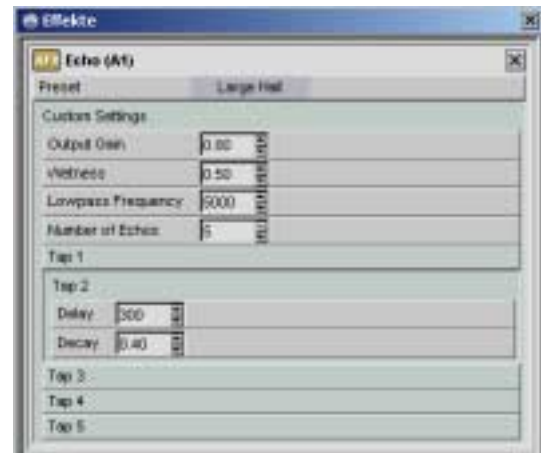 Effekte
Echo (A1)
Preset Large Hall
Custom Settings
Output Gain 0.80
Wetness 0.50
Lowpass Frequency 5000
Number of Echos 5
Tap 1
Tap 2
Delay 300
Decay 0.40
Tap 3
Tap 4
Tap 5